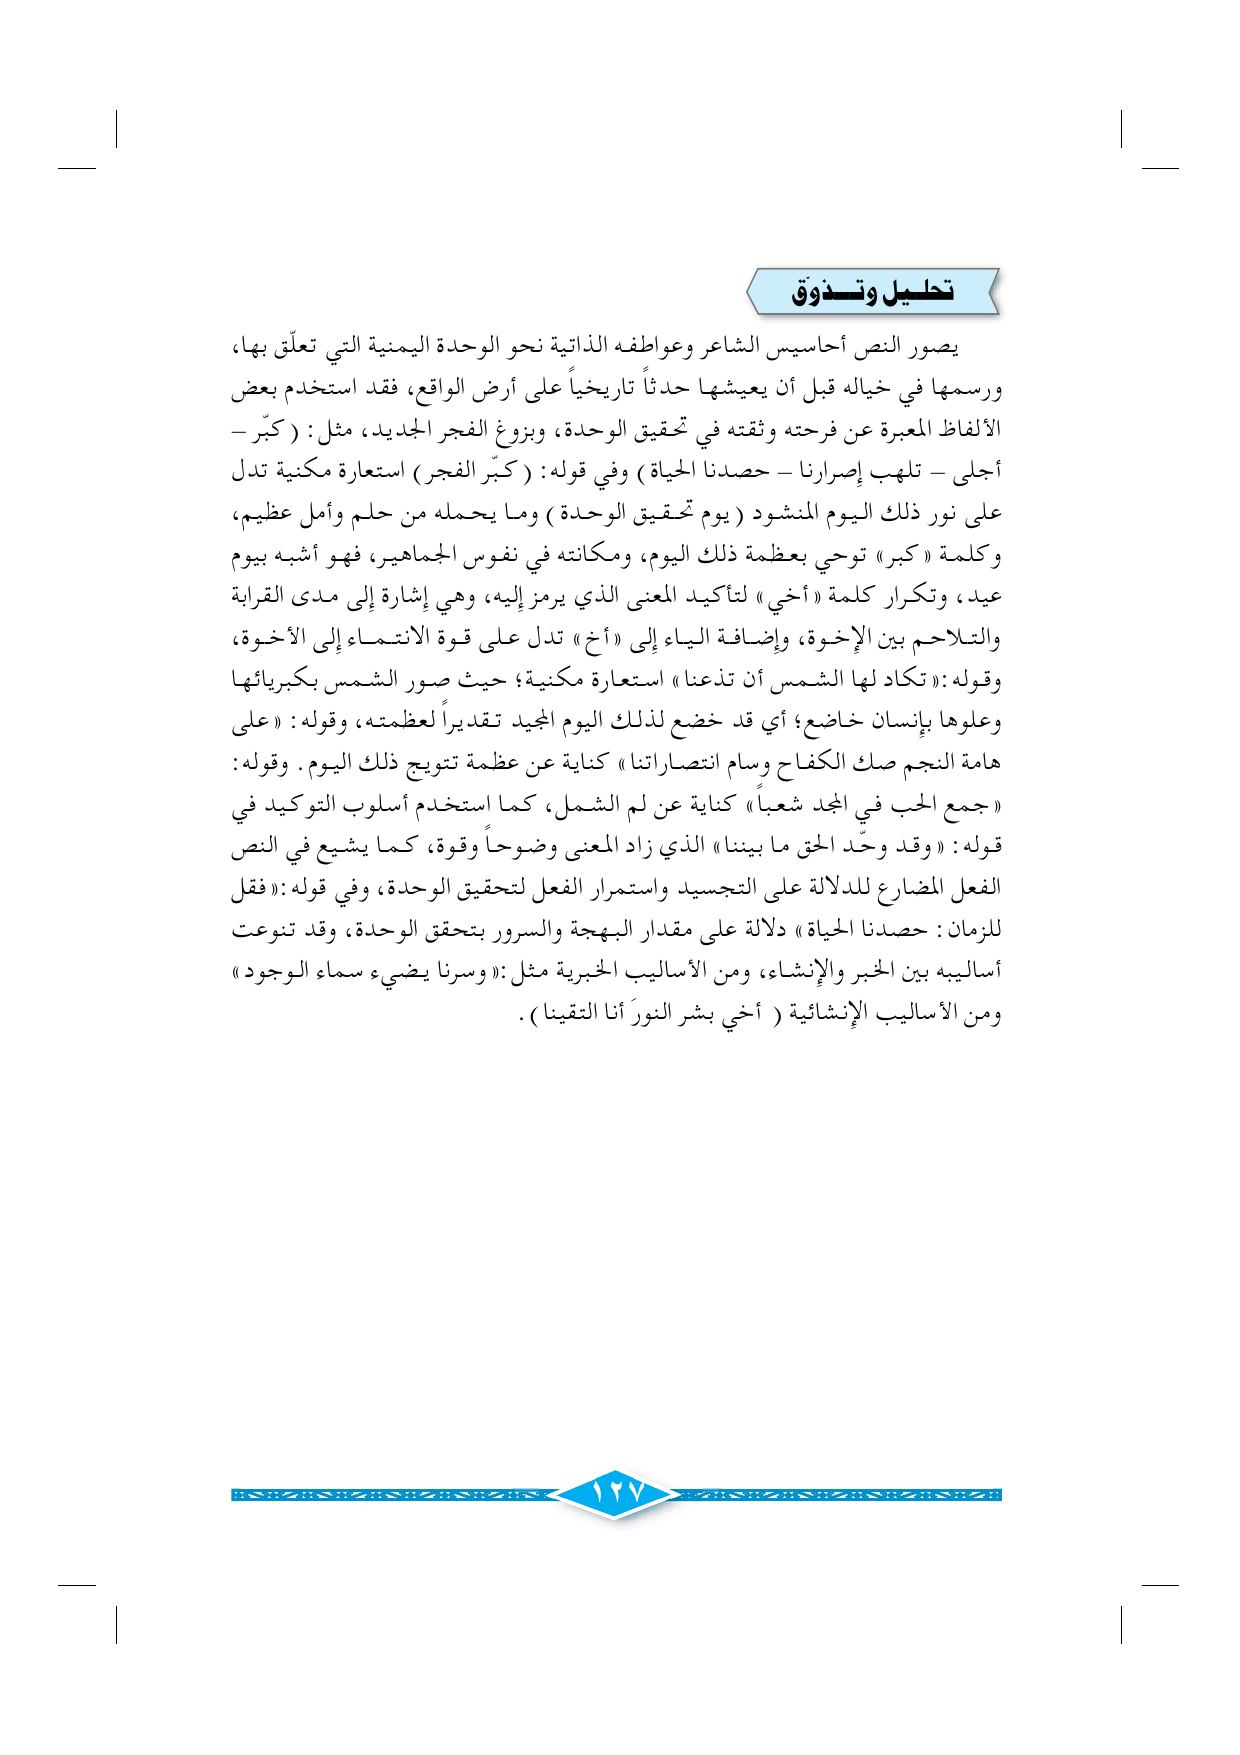 تحليل وتذوّق
يصور النص أحاسيس الشاعر وعواطفه الذاتية نحو الوحدة اليمنية التي تعلّق بها،
ورسمها في خياله قبل أن يعيشها حدثاً تاريخياً على أرض الواقع، فقد استخدم بعض
الألفاظ المعبرة عن فرحته وثقته في تحقيق الوحدة، وبزوغ الفجر الجديد، مثل: (كبّر –
أجلى – تلهب إصرارنا – حصدنا الحياة) وفي قوله: (كبّر الفجر) استعارة مكنية تدل
على نور ذلك اليوم المنشود (يوم تحقيق الوحدة) وما يحمله من حلم وأمل عظيم،
وكلمة «كبر» توحي بعظمة ذلك اليوم، ومكانته في نفوس الجماهير، فهو أشبه بيوم
عيد، وتكرار كلمة «أخي» لتأكيد المعنى الذي يرمز إليه، وهي إشارة إلى مدى القرابة
والتلاحم بين الإخوة، وإضافة الياء إلى «أخ» تدل على قوة الانتماء إلى الأخوة،
وقوله:«تكاد لها الشمس أن تذعنا» استعارة مكنية؛ حيث صور الشمس بكبريائها
وعلوها بإنسان خاضع؛ أي قد خضع لذلك اليوم المجيد تقديراً لعظمته، وقوله: «على
هامة النجم صك الكفاح وسام انتصاراتنا» كناية عن عظمة تتويج ذلك اليوم. وقوله:
«جمع الحب في المجد شعباً» كناية عن لم الشمل، كما استخدم أسلوب التوكيد في
قوله: «وقد وحّد الحق ما بيننا» الذي زاد المعنى وضوحاً وقوة، كما يشيع في النص
الفعل المضارع للدلالة على التجسيد واستمرار الفعل لتحقيق الوحدة، وفي قوله:«فقل
للزمان: حصدنا الحياة» دلالة على مقدار البهجة والسرور بتحقق الوحدة، وقد تنوعت
أساليبه بين الخبر والإنشاء، ومن الأساليب الخبرية مثل:«وسرنا يضيء سماء الوجود»
ومن الأساليب الإنشائية ( أخي بشر النورَ أنا التقينا).
١٢٧